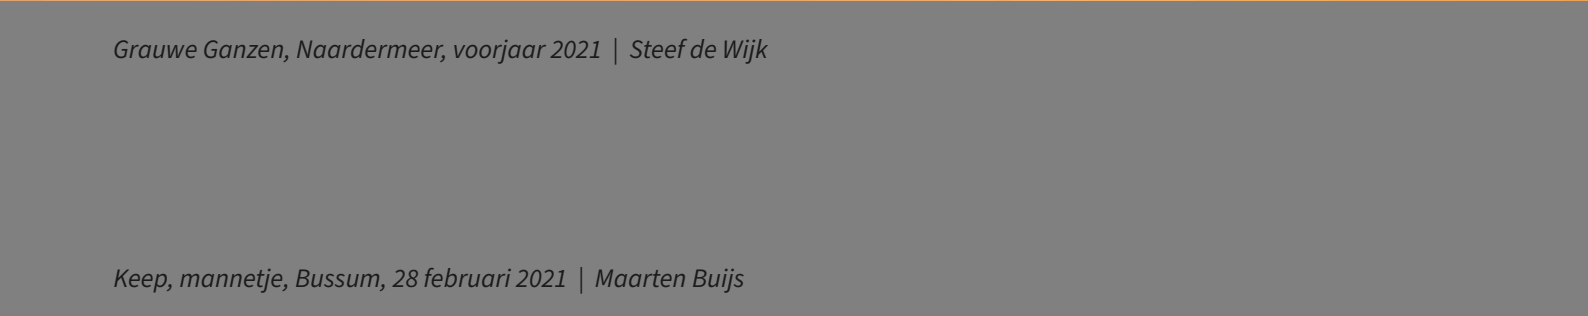 Grauwe Ganzen, Naardermeer, voorjaar 2021 | Steef de Wijk
Keep, mannetje, Bussum, 28 februari 2021 | Maarten Buijs